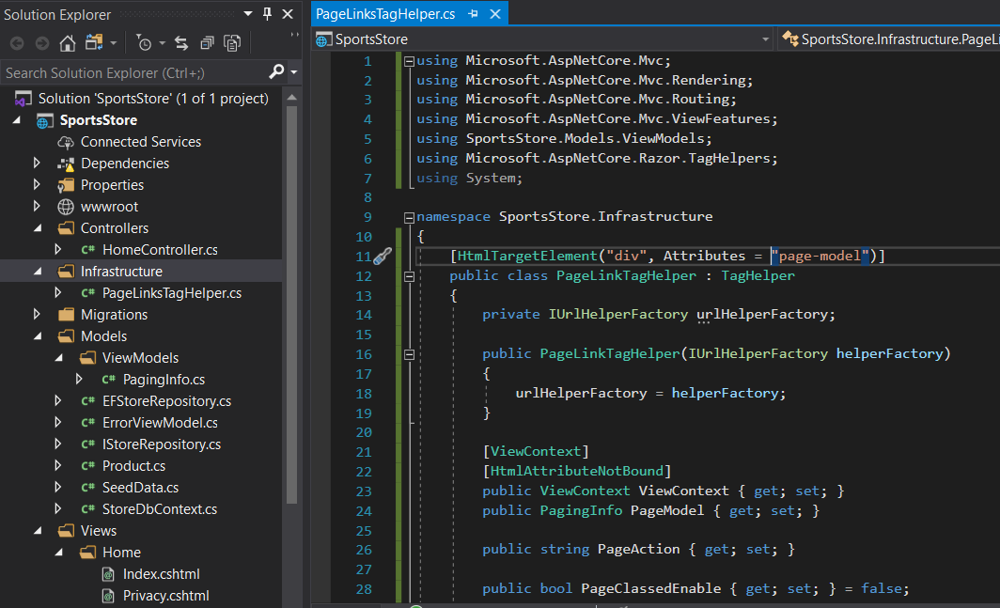 Solution Explorer
Search Solution Explorer (Ctrl+;)
Solution 'SportsStore' (1 of 1 project)
SportsStore
Connected Services
Dependencies
Properties
wwwroot
Controllers
C# HomeController.cs
Infrastructure
C# PageLinksTagHelper.cs
Migrations
Models
ViewModels
C# PagingInfo.cs
C# EFStoreRepository.cs
C# ErrorViewModel.cs
C# IStoreRepository.cs
C# Product.cs
C# SeedData.cs
C# StoreDbContext.cs
Views
Home
Index.cshtml
Privacy.cshtml
PageLinksTagHelper.cs
SportsStore
SportsStore.Infrastructure.PageLi
1 using Microsoft.AspNetCore.Mvc;
2 using Microsoft.AspNetCore.Mvc.Rendering;
3 using Microsoft.AspNetCore.Mvc.Routing;
4 using Microsoft.AspNetCore.Mvc.ViewFeatures;
5 using SportsStore.Models.ViewModels;
6 using Microsoft.AspNetCore.Razor.TagHelpers;
7 using System;
8
9 namespace SportsStore.Infrastructure
10 {
11 [HtmlTargetElement("div", Attributes = "page-model")]
12 public class PageLinkTagHelper : TagHelper
13 {
14 private IUrlHelperFactory urlHelperFactory;
15
16 public PageLinkTagHelper(IUrlHelperFactory helperFactory)
17 {
18 urlHelperFactory = helperFactory;
19 }
20
21 [ViewContext]
22 [HtmlAttributeNotBound]
23 public ViewContext ViewContext { get; set; }
24 public PagingInfo PageModel { get; set; }
25
26 public string PageAction { get; set; }
27
28 public bool PageClassedEnable { get; set; } = false;